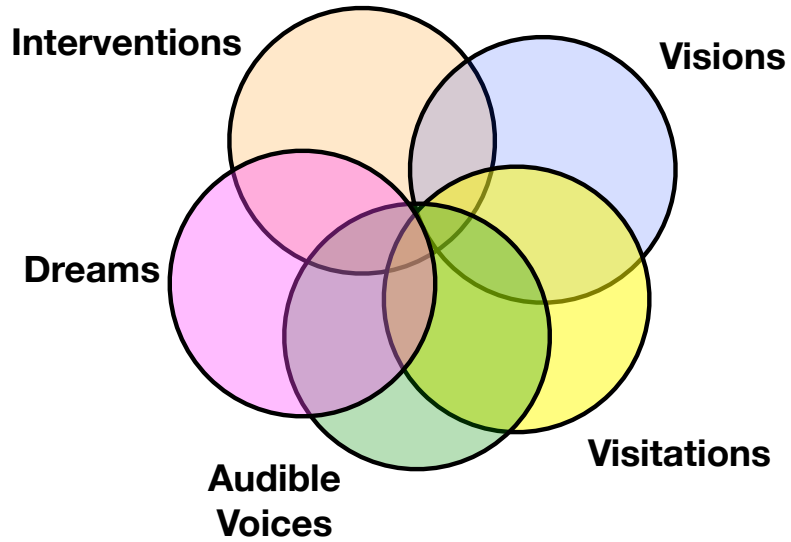 Interventions
Visions
Dreams
Visitations
Audible
Voices